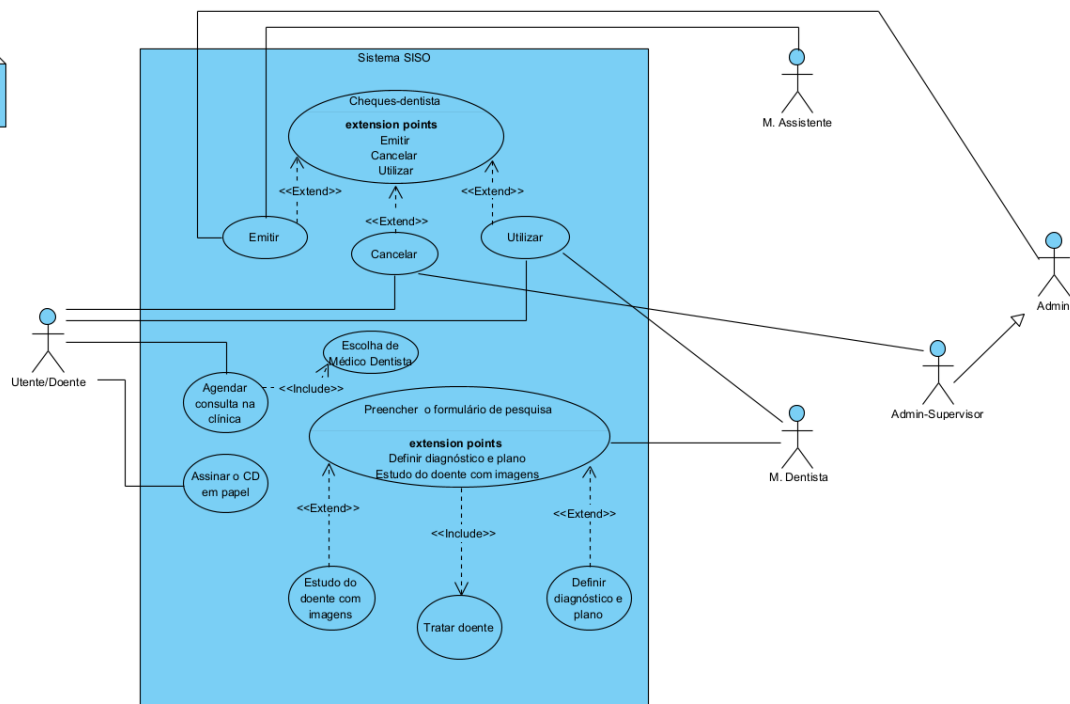 Sistema SISO
Cheques-dentista
extension points
Emitir
Cancelar
Utilizar
<<Extend>>
<<Extend>>
<<Extend>>
Emitir
Cancelar
Utilizar
M. Assistente
Admin
Utente/Doente
Escolha de
Médico Dentista
Agendar
consulta na
clínica
<<Include>>
Admin-Supervisor
Preencher o formulário de pesquisa
extension points
Definir diagnóstico e plano
Estudo do doente com imagens
M. Dentista
Assinar o CD
em papel
<<Extend>>
<<Include>>
<<Extend>>
Estudo do
doente com
imagens
Tratar doente
Definir
diagnóstico e
plano